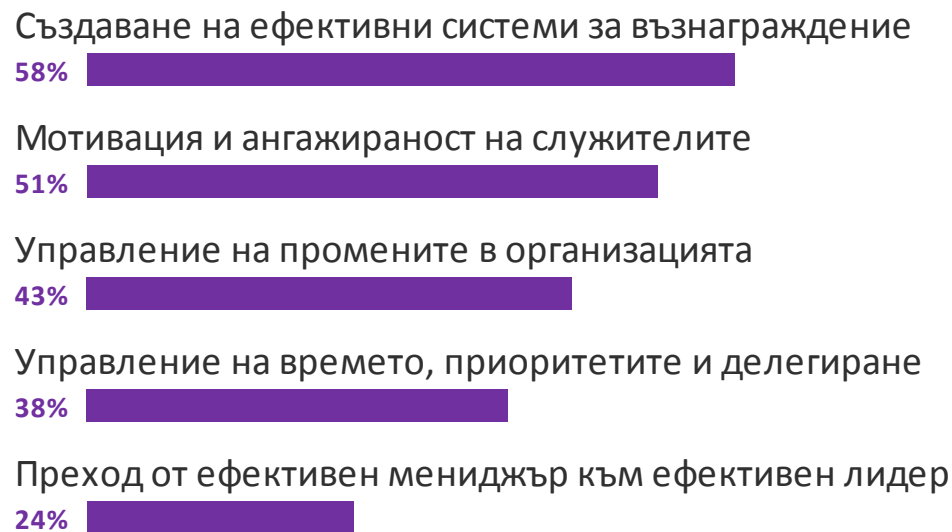 Създаване на ефективни системи за възнаграждение
58%
Мотивация и ангажираност на служителите
51%
Управление на промените в организацията
43%
Управление на времето, приоритетите и делегиране
38%
Преход от ефективен мениджър към ефективен лидер
24%